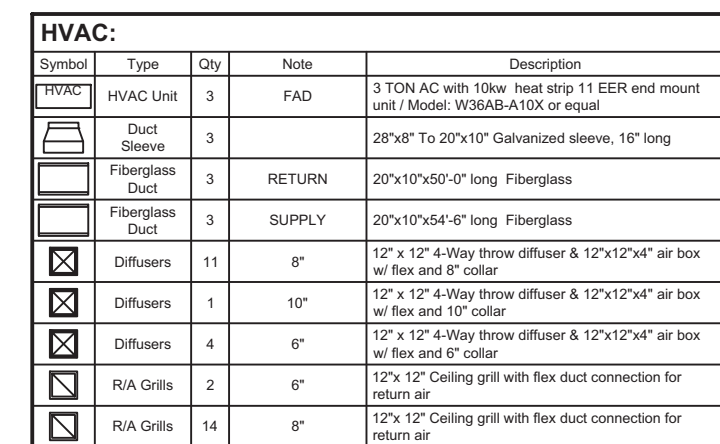 HVAC:
Symbol Type Qty Note Description
HVAC HVAC Unit 3 FAD 3 TON AC with 10kw heat strip 11 EER end mount
unit / Model: W36AB-A10X or equal
Duct
Sleeve 3 28"x8" To 20"x10" Galvanized sleeve, 16" long
Fiberglass
Duct 3 RETURN 20"x10"x50'-0" long Fiberglass
Fiberglass
Duct 3 SUPPLY 20"x10"x54'-6" long Fiberglass
Diffusers 11 8" 12" x 12" 4-Way throw diffuser & 12"x12"x4" air box
w/ flex and 8" collar
Diffusers 1 10" 12" x 12" 4-Way throw diffuser & 12"x12"x4" air box
w/ flex and 10" collar
Diffusers 4 6" 12" x 12" 4-Way throw diffuser & 12"x12"x4" air box
w/ flex and 6" collar
R/A Grills 2 6" 12"x 12" Ceiling grill with flex duct connection for
return air
R/A Grills 14 8" 12"x 12" Ceiling grill with flex duct connection for
return air